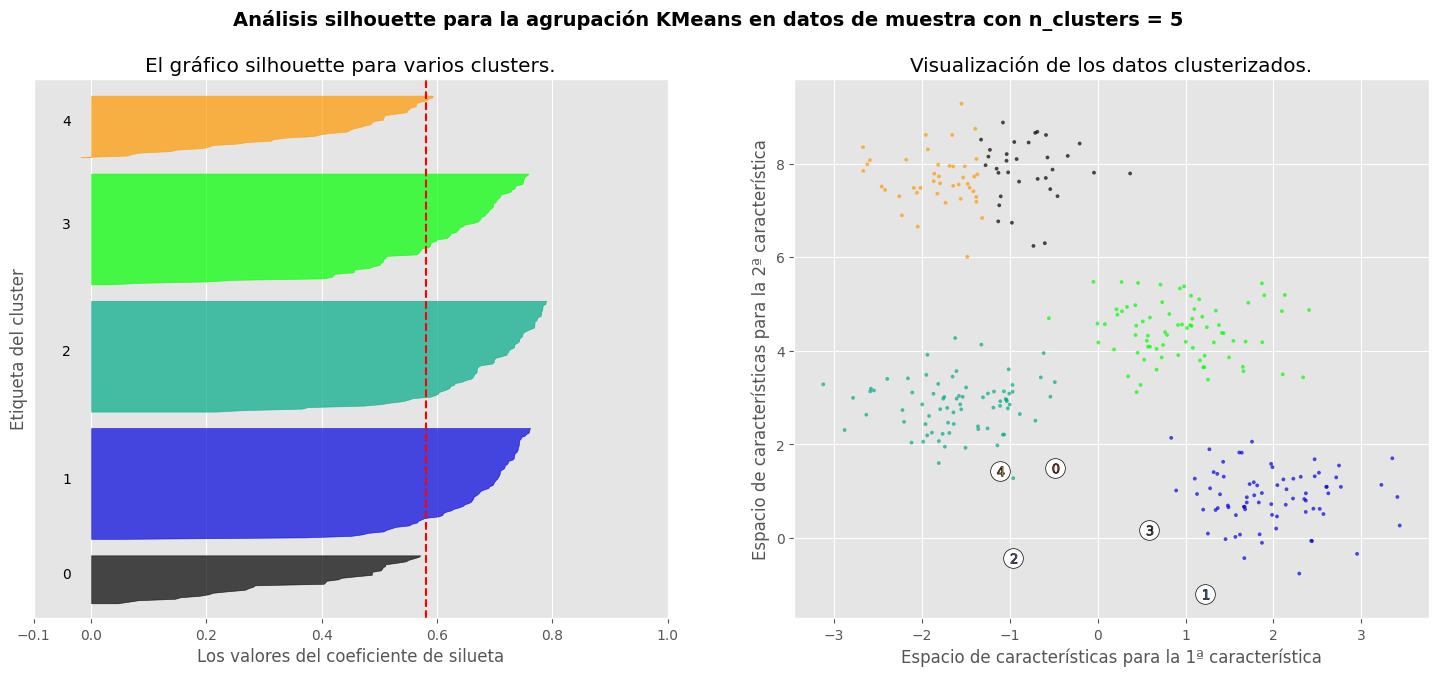 Análisis silhouette para la agrupación KMeans en datos de muestra con n_clusters = 5
El gráfico silhouette para varios clusters.
Etiqueta del cluster
4
3
2
1
0
−0.1 0.0 0.2 0.4 0.6 0.8 1.0
Los valores del coeficiente de silueta
Visualización de los datos clusterizados.
Espacio de características para la 2ª característica
8
6
4
2
0
4 0
3
2
1
−3 −2 −1 0 1 2 3
Espacio de características para la 1ª característica